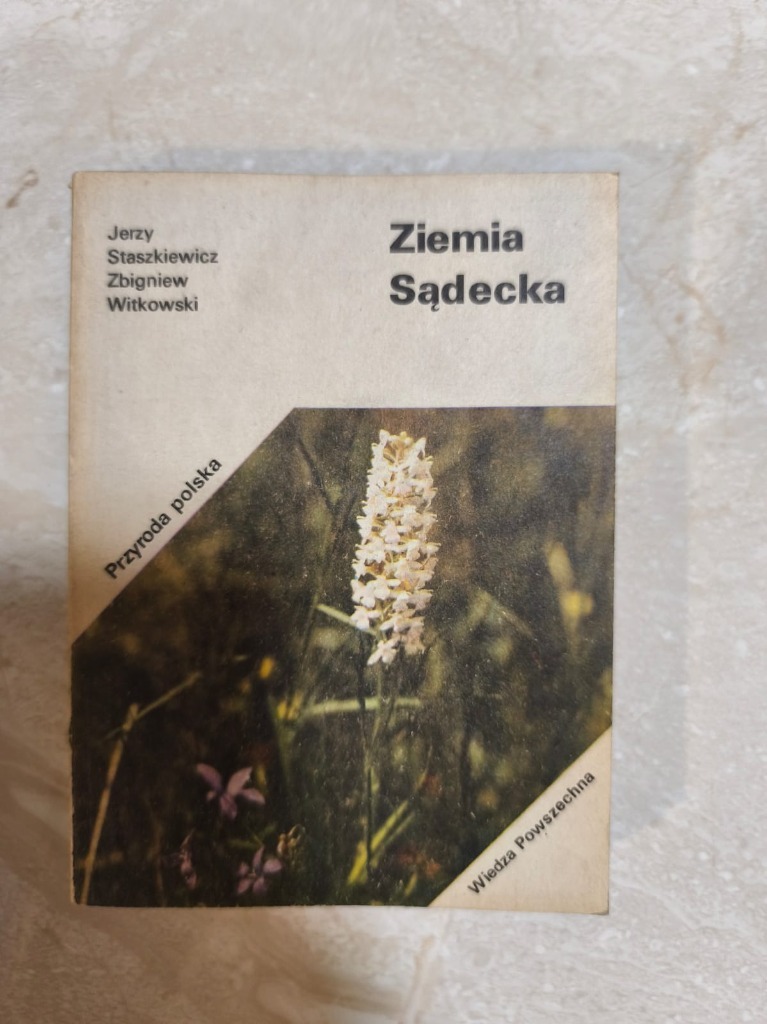 Jerzy
Staszkiewicz
Zbigniew
Witkowski
Ziemia
Sądecka
Przyroda polska
Wiedza Powszechna